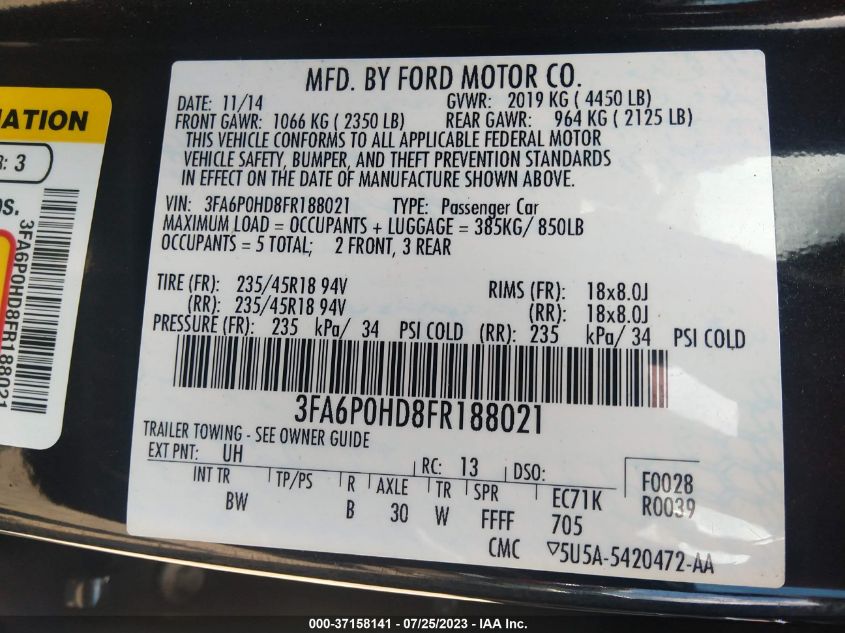 MFD. BY FORD MOTOR CO.
DATE: 11/14 GVWR: 2019 KG ( 4450 LB)
FRONT GAWR: 1066 KG ( 2350 LB) REAR GAWR: 964 KG ( 2125 LB)
THIS VEHICLE CONFORMS TO ALL APPLICABLE FEDERAL MOTOR
VEHICLE SAFETY, BUMPER, AND THEFT PREVENTION STANDARDS
IN EFFECT ON THE DATE OF MANUFACTURE SHOWN ABOVE.
VIN: 3FA6P0HD8FR188021 TYPE: Passenger Car
MAXIMUM LOAD = OCCUPANTS + LUGGAGE = 385KG/ 850LB
OCCUPANTS = 5 TOTAL; 2 FRONT, 3 REAR
TIRE (FR): 235/45R18 94V RIMS (FR): 18x8.0J
(RR): 235/45R18 94V (RR): 18x8.0J
PRESSURE (FR): 235 kPa/ 34 PSI COLD (RR): 235 kPa/ 34 PSI COLD
3FA6P0HD8FR188021
TRAILER TOWING - SEE OWNER GUIDE
EXT PNT: UH RC: 13 DSO: F0028
INT TR TP/PS R AXLE TR SPR EC71K R0039
BW B 30 W FFFF 705
CMC ▽5U5A-5420472-AA
R: 3
3FA6P0HD8FR188021
000-37158141 / 07/25/2023 / IAA Inc.